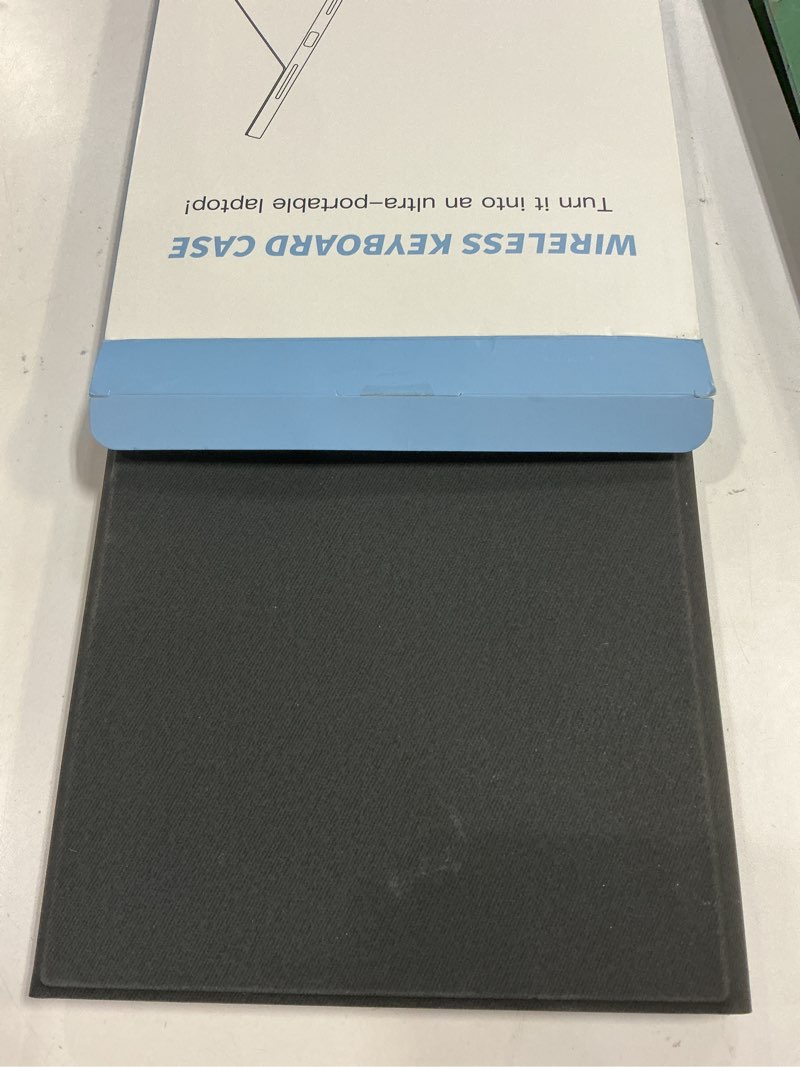 WIRELESS KEYBOARD CASE
Turn it into an ultra-portable laptop!